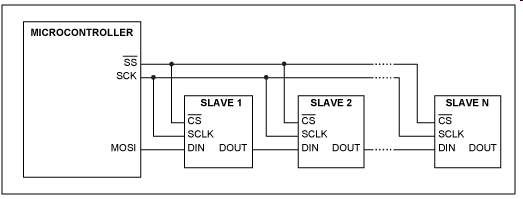 MICROCONTROLLER
SS
SCK
MOSI
SLAVE 1
CS
SCLK
DIN DOUT
SLAVE 2
CS
SCLK
DIN DOUT
SLAVE N
CS
SCLK
DIN DOUT